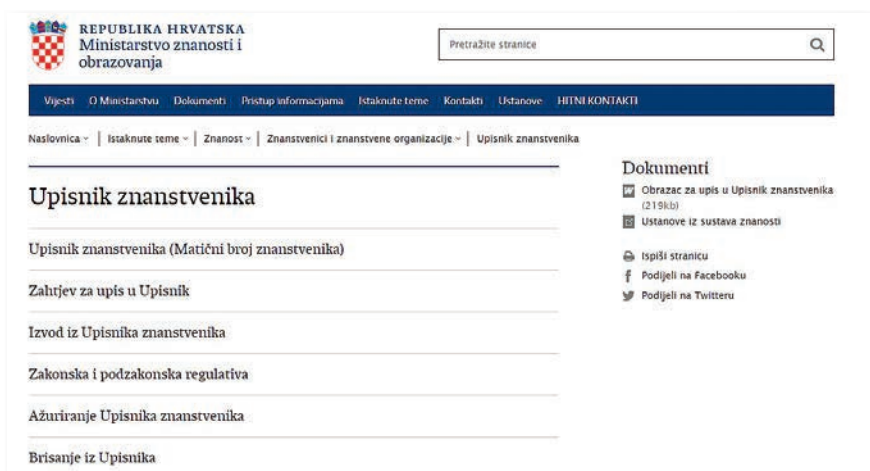 REPUBLIKA HRVATSKA
Ministarstvo znanosti i
obrazovanja
Pretražite stranice
Vijesti O Ministarstvu Dokumenti Pristup informacijama Istaknute teme Kontakti Ustanove HITNI KONTAKTI
Naslovnica | Istaknute teme | Znanost | Znanstvenici i znanstvene organizacije | Upisnik znanstvenika
Upisnik znanstvenika
Upisnik znanstvenika (Matični broj znanstvenika)
Zahtjev za upis u Upisnik
Izvod iz Upisnika znanstvenika
Zakonska i podzakonska regulativa
Ažuriranje Upisnika znanstvenika
Brisanje iz Upisnika
Dokumenti
Obrazac za upis u Upisnik znanstvenika
(219kb)
Ustanove iz sustava znanosti
Ispiši stranicu
Podijeli na Facebooku
Podijeli na Twitteru